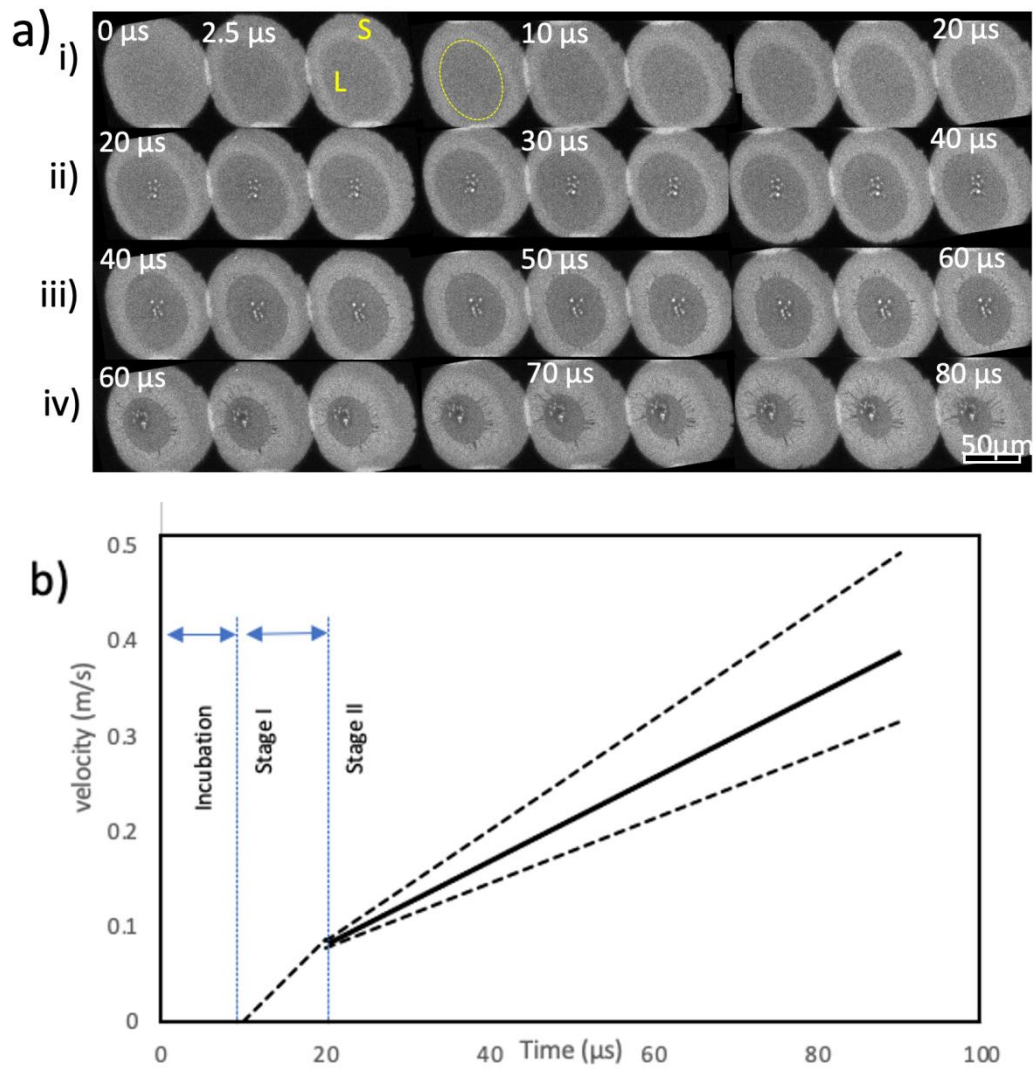 a)
i)
0 µs 2.5 µs S 10 µs 20 µs
L
ii)
20 µs 30 µs 40 µs
iii)
40 µs 50 µs 60 µs
iv)
60 µs 70 µs 80 µs
50µm
b)
0.5
0.4
0.3
0.2
0.1
0
velocity (m/s)
Incubation
Stage I
Stage II
0 20 40 60 80 100
Time (µs)